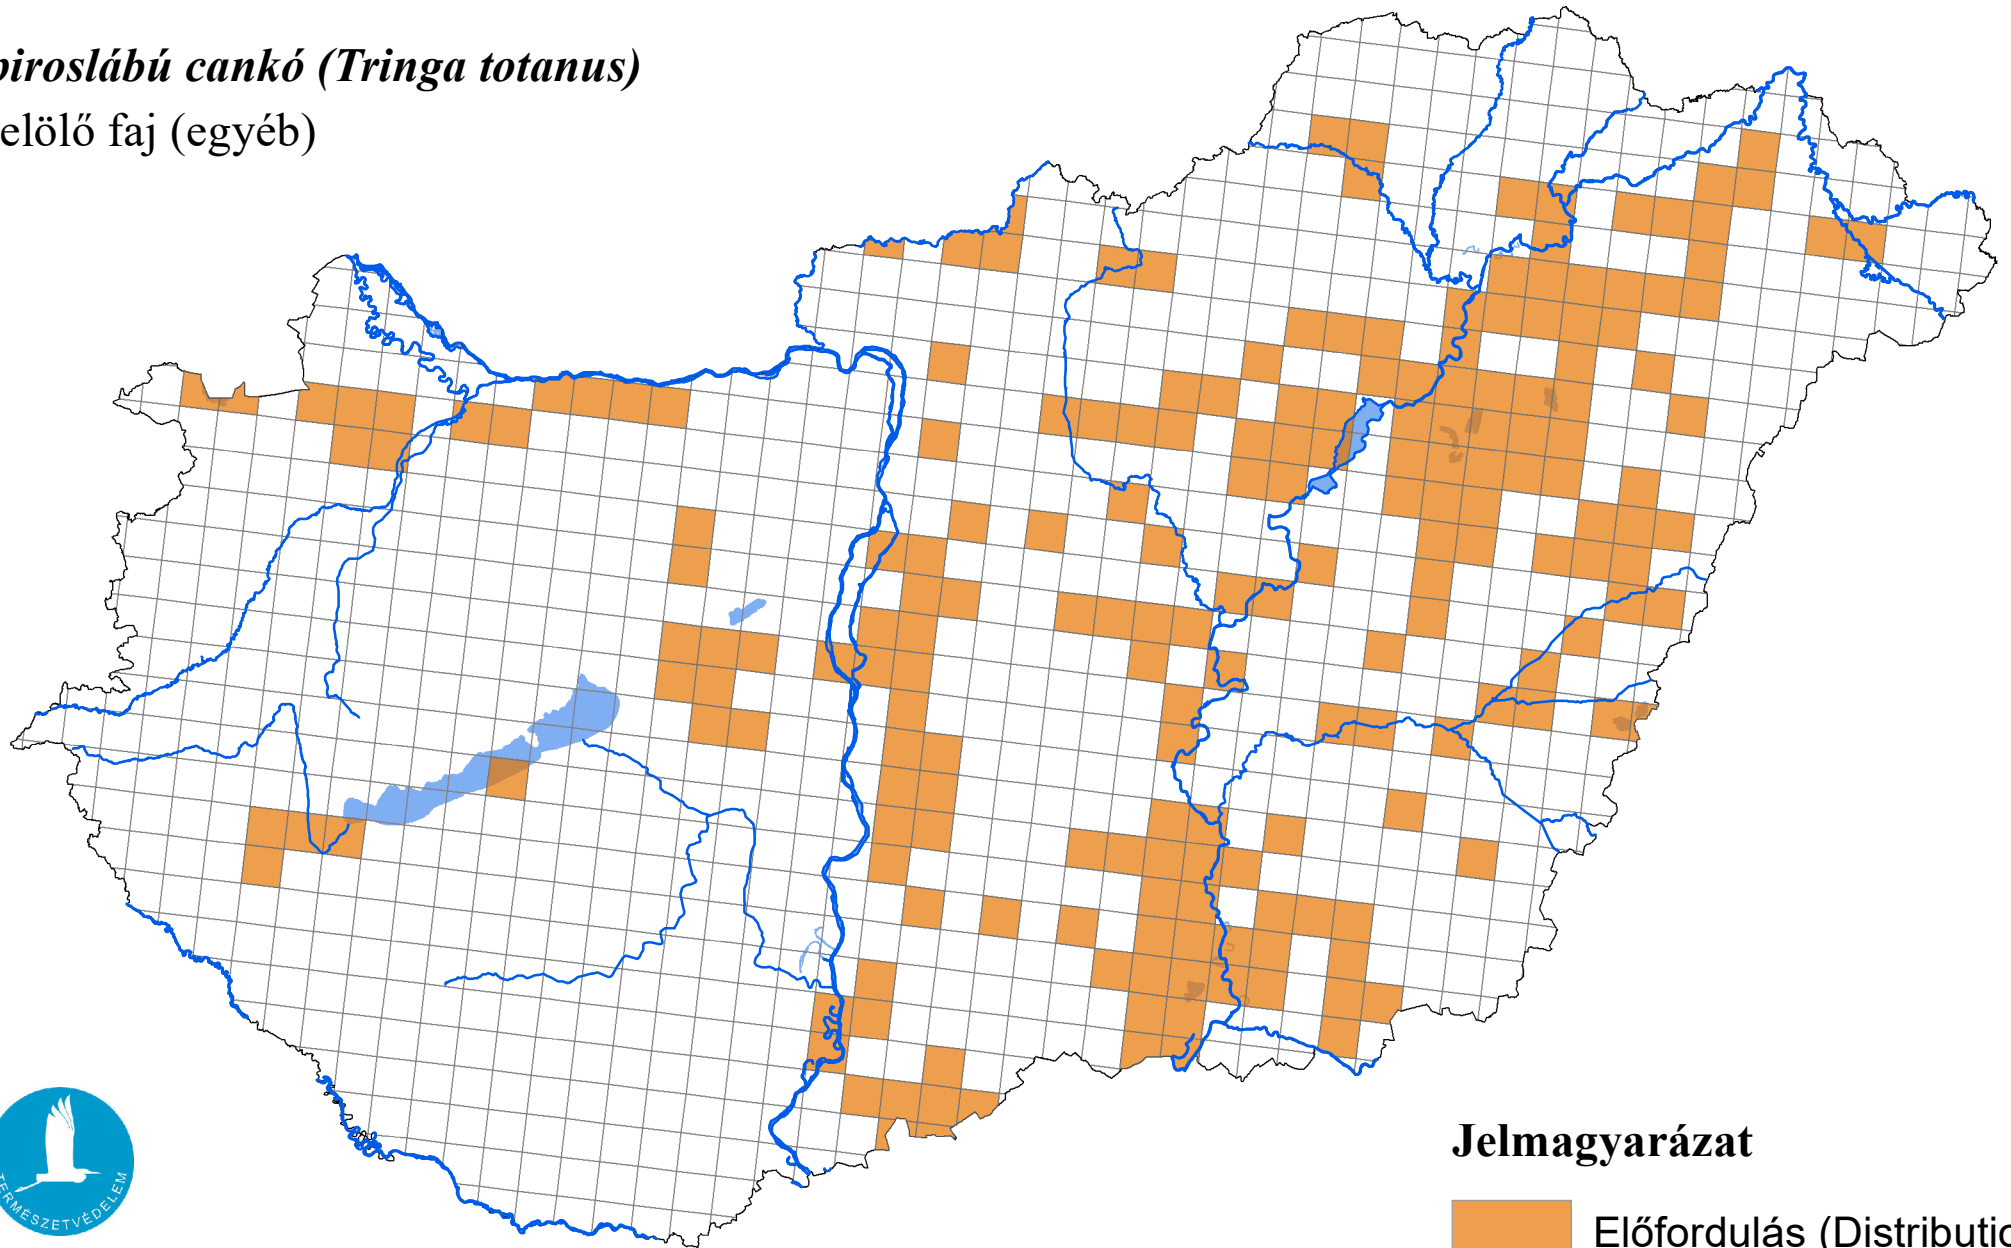 piroslábú cankó (Tringa totanus)
elölő faj (egyéb)
TERMÉSZETVÉDELEM
Jelmagyarázat
Előfordulás (Distributio